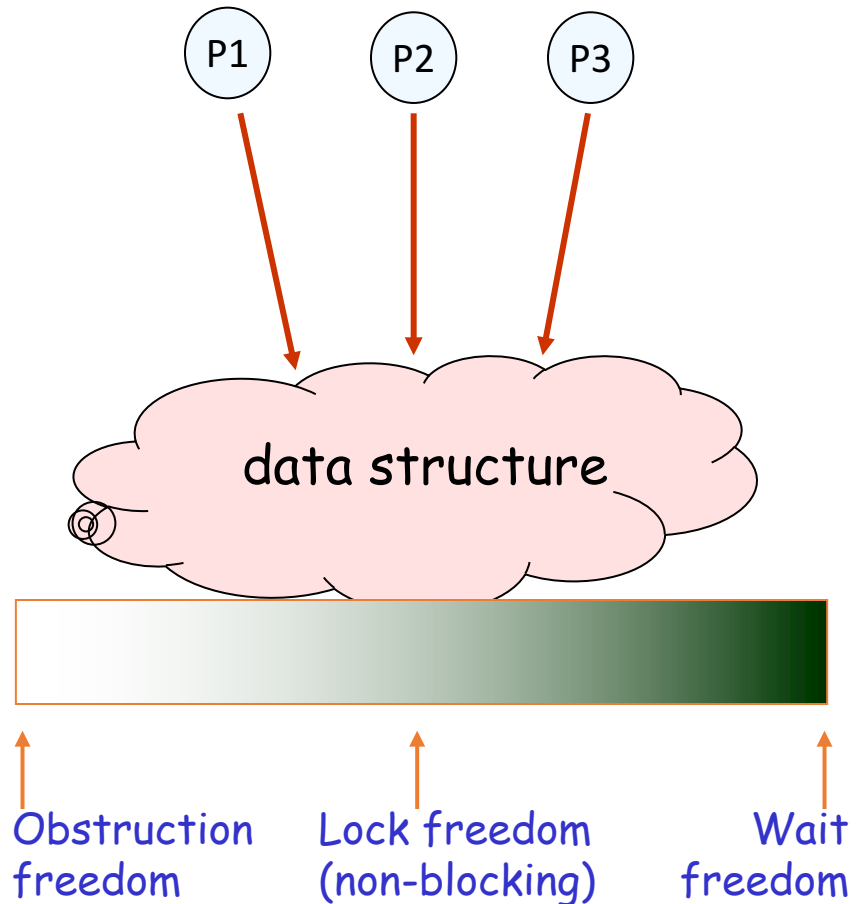 P1 P2 P3
data structure
Obstruction Lock freedom Wait
freedom (non-blocking) freedom